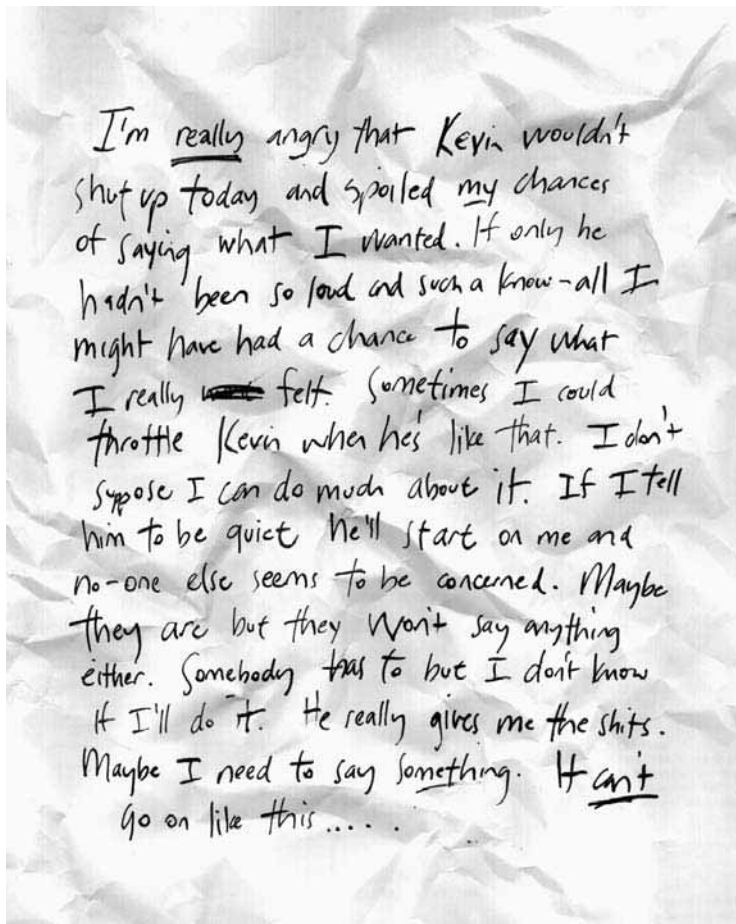 I'm really angry that Kevin wouldn't
shut up today and spoiled my chances
of saying what I wanted. If only he
hadn't been so loud and such a know-all I
might have had a chance to say what
I really felt. Sometimes I could
throttle Kevin when he's like that. I don't
suppose I can do much about it. If I tell
him to be quiet he'll start on me and
no-one else seems to be concerned. Maybe
they are but they won't say anything
either. Somebody has to but I don't know
if I'll do it. He really gives me the shits.
Maybe I need to say something. It can't
go on like this.....